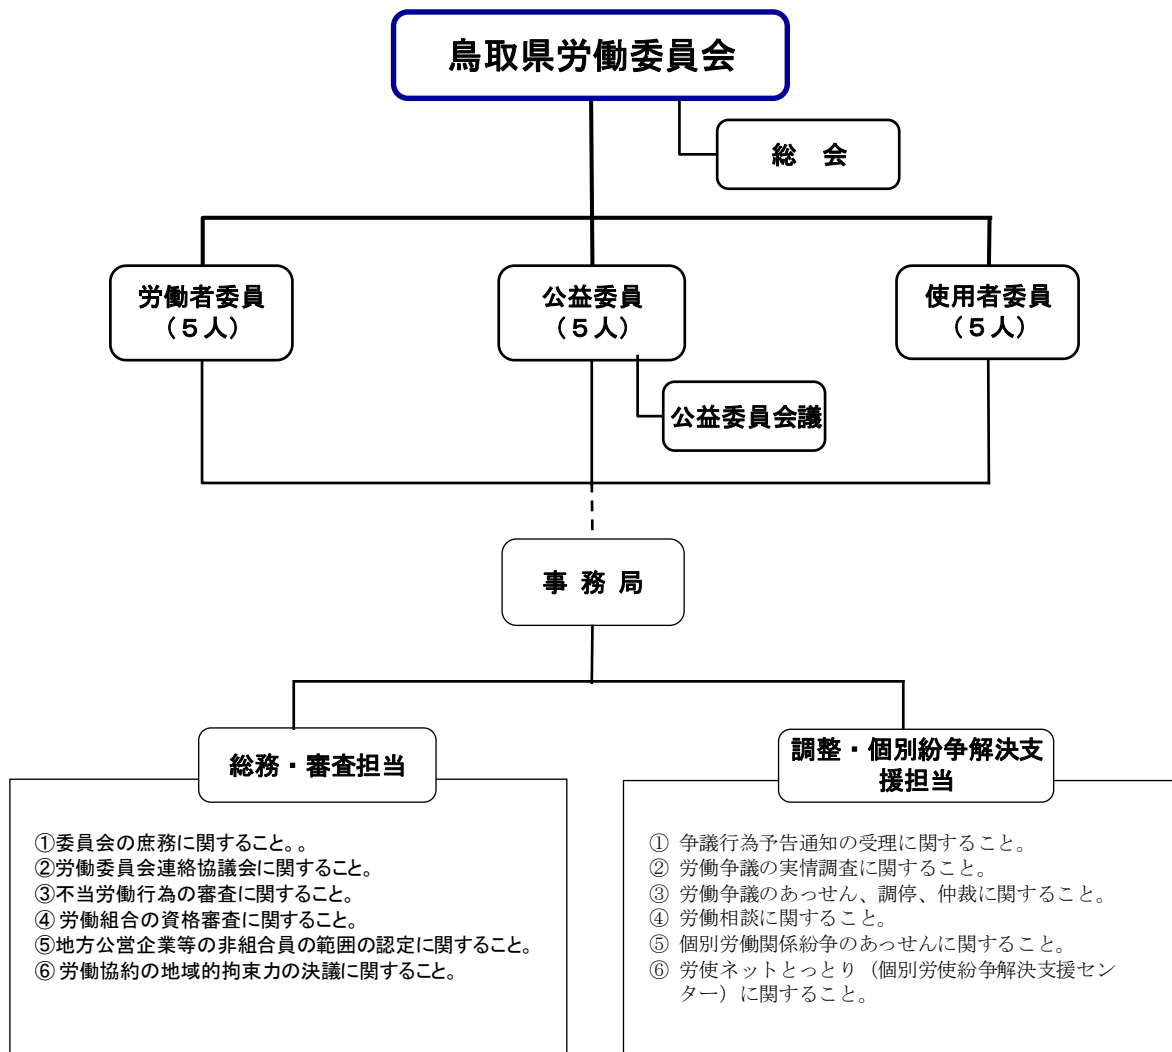 鳥取県労働委員会
総　会
労働者委員
（５人）
公益委員
（５人）
使用者委員
（５人）
公益委員会議
事 務 局
総務・審査担当
①委員会の庶務に関すること。。
②労働委員会連絡協議会に関すること。
③不当労働行為の審査に関すること。
④ 労働組合の資格審査に関すること。
⑤地方公営企業等の非組合員の範囲の認定に関すること。
⑥ 労働協約の地域的拘束力の決議に関すること。
調整・個別紛争解決支
援担当
① 争議行為予告通知の受理に関すること。
② 労働争議の実情調査に関すること。
③ 労働争議のあっせん、調停、仲裁に関すること。
④ 労働相談に関すること。
⑤ 個別労働関係紛争のあっせんに関すること。
⑥ 労使ネットとっとり（個別労使紛争解決支援セン
ター）に関すること。